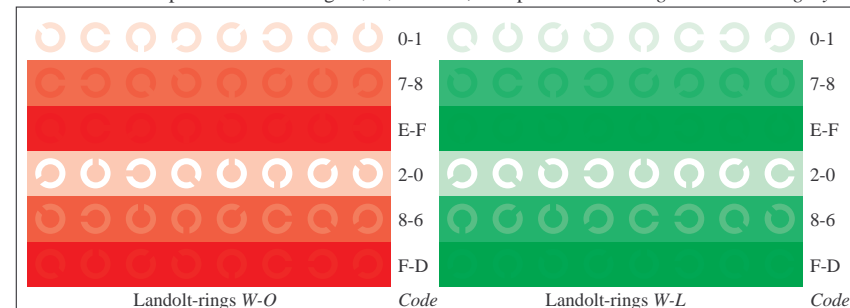 0-1 0-1
7-8 7-8
E-F E-F
2-0 2-0
8-6 8-6
F-D F-D
Landolt-rings W-O Code Landolt-rings W-L Code